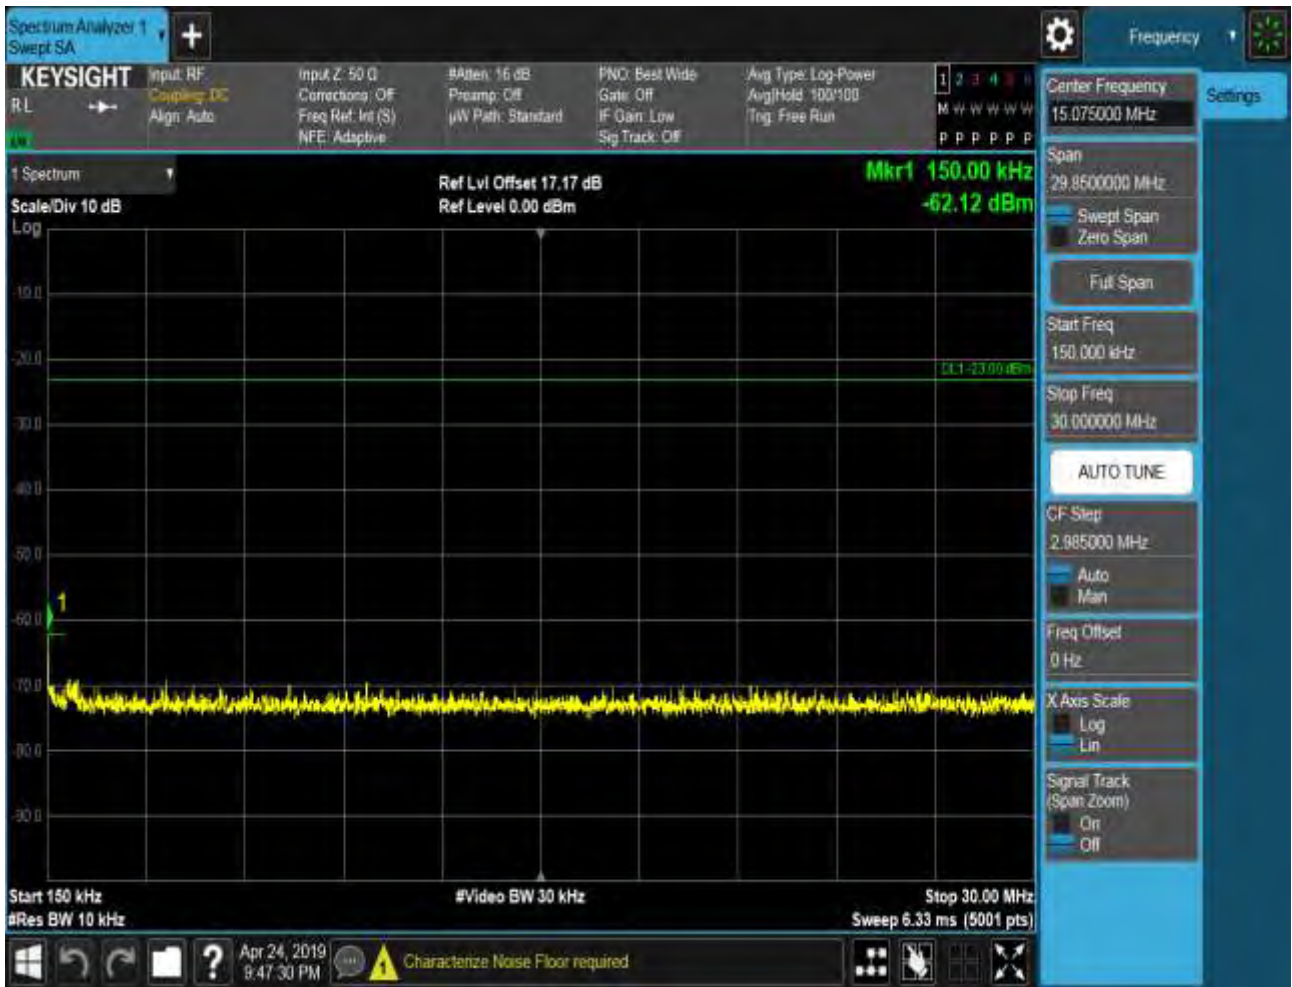 Spectrum Analyzer 1
Swept SA
+
Frequency
KEYSIGHT
RL
Input: RF
Coupling: DC
Align: Auto
Input Z: 50 Ω
Corrections: Off
Freq Ref: Int (S)
NFE: Adaptive
#Atten: 16 dB
Preamp: Off
µW Path: Standard
PNO: Best Wide
Gate: Off
IF Gain: Low
Sig Track: Off
Avg Type: Log-Power
Avg|Hold: 100/100
Trig: Free Run
1 2 3 4 5 6
M W W W W W
P P P P P P
1 Spectrum
Scale/Div 10 dB
Log
Ref Lvl Offset 17.17 dB
Ref Level 0.00 dBm
Mkr1 150.00 kHz
-62.12 dBm
-10.0
-20.0
DL1 -23.00 dBm
-30.0
-40.0
-50.0
1
-60.0
-70.0
-80.0
-90.0
Start 150 kHz
#Video BW 30 kHz
Stop 30.00 MHz
#Res BW 10 kHz
Sweep 6.33 ms (5001 pts)
Center Frequency
15.075000 MHz
Settings
Span
29.8500000 MHz
Swept Span
Zero Span
Full Span
Start Freq
150.000 kHz
Stop Freq
30.000000 MHz
AUTO TUNE
CF Step
2.985000 MHz
Auto
Man
Freq Offset
0 Hz
X Axis Scale
Log
Lin
Signal Track
(Span Zoom)
On
Off
?
Apr 24, 2019
9:47:30 PM
1
Characterize Noise Floor required